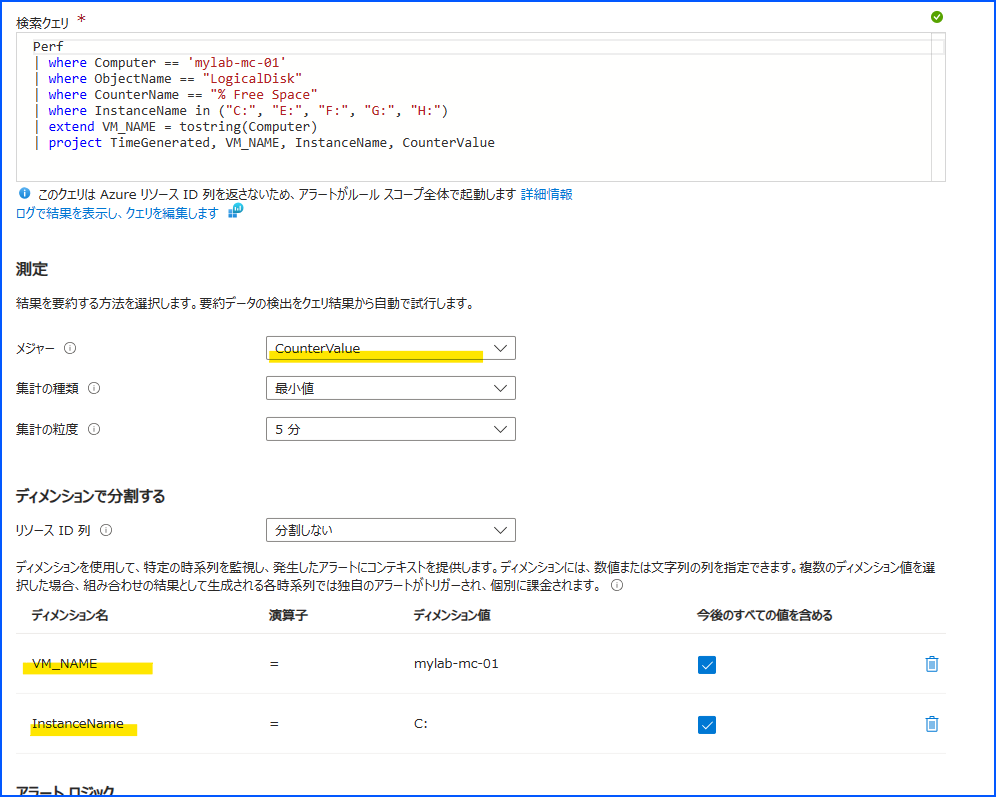 検索クエリ *
Perf
| where Computer == 'mylab-mc-01'
| where ObjectName == "LogicalDisk"
| where CounterName == "% Free Space"
| where InstanceName in ("C:", "E:", "F:", "G:", "H:")
| extend VM_NAME = tostring(Computer)
| project TimeGenerated, VM_NAME, InstanceName, CounterValue
このクエリは Azure リソース ID 列を返さないため、アラートがルール スコープ全体で起動します 詳細情報
ログで結果を表示し、クエリを編集します
測定
結果を要約する方法を選択します。要約データの検出をクエリ結果から自動で試行します。
メジャー CounterValue
集計の種類 最小値
集計の粒度 5 分
ディメンションで分割する
リソース ID 列 分割しない
ディメンションを使用して、特定の時系列を監視し、発生したアラートにコンテキストを提供します。ディメンションには、数値または文字列の列を指定できます。複数のディメンション値を選
択した場合、組み合わせの結果として生成される各時系列では独自のアラートがトリガーされ、個別に課金されます。
ディメンション名 演算子 ディメンション値 今後のすべての値を含める
VM_NAME = mylab-mc-01
InstanceName = C:
アラート ロジック